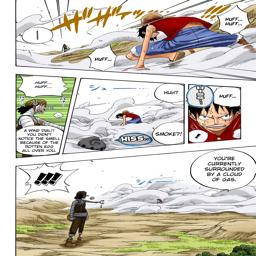 HUFF...
HUFF...
HUFF...
HUFF...
HUH!?
HUFF...
A WIND DIAL!?
YOU DIDN'T
NOTICE THE SMELL
BECAUSE OF THE
ROTTEN EGG
ALL OVER YOU.
SMOKE?!
HISS
YOU'RE
CURRENTLY
SURROUNDED
BY A CLOUD
OF GAS.
!!!